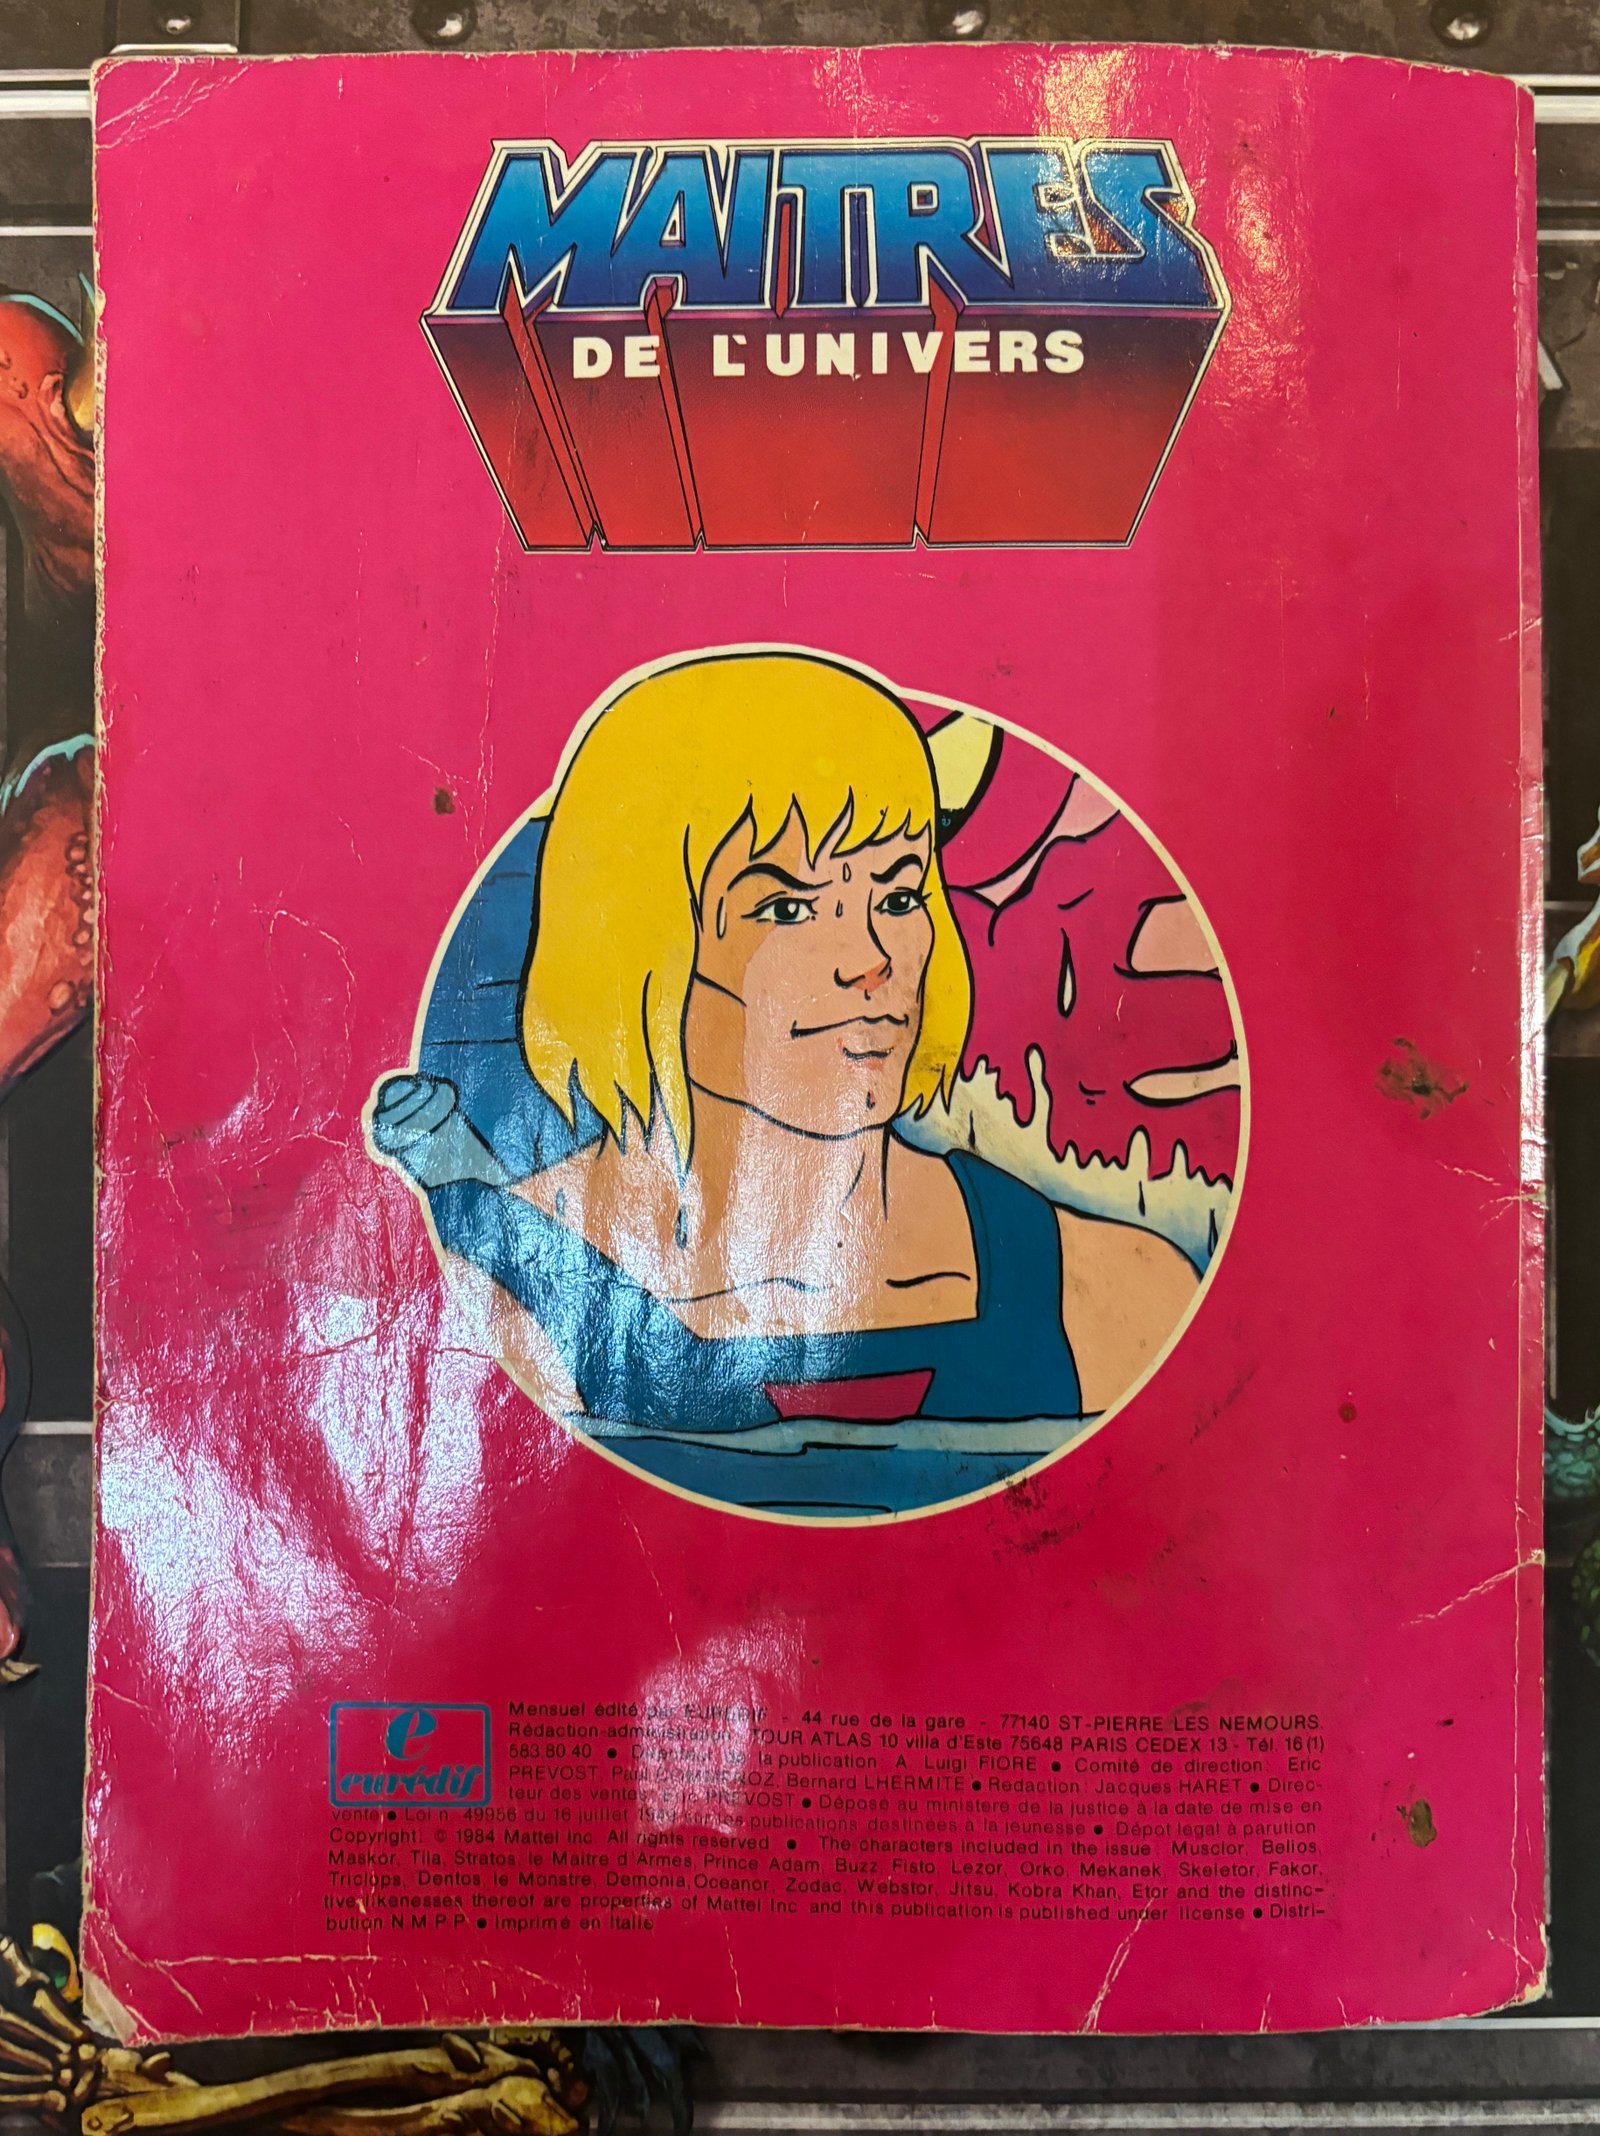 MAITRES
DE L'UNIVERS
e
eurédif
Mensuel édité par EURÉDIF - 44 rue de la gare - 77140 ST-PIERRE LES NEMOURS.
Rédaction-administration TOUR ATLAS 10 villa d'Este 75648 PARIS CEDEX 13 - Tél. 16 (1)
583.80.40 ● Directeur de la publication: A. Luigi FIORE ● Comité de direction: Eric
PREVOST, Paul Bernard LHERMITE ● Rédaction: Jacques HARET ● Direc-
teur des ventes: Eric PREVOST ● Déposé au ministere de la justice à la date de mise en
vente ● Loi n. 49956 du 16 juillet 1949 sur les publications destinées à la jeunesse ● Dépot legal à parution
Copyright: © 1984 Mattel Inc. All rights reserved ● The characters included in the issue: Musclor, Bellos,
Maskor, Tila, Stratos, le Maitre d'Armes, Prince Adam, Buzz, Fisto, Lezor, Orko, Mekanek, Skeletor, Fakor,
Triclops, Dentos, le Monstre, Demonia, Oceanor, Zodac, Webstor, Jitsu, Kobra Khan, Etor and the distinc-
tive likenesses thereof are properties of Mattel Inc. and this publication is published under license ● Distri-
bution N.M.P.P. ● Imprimé en Italie